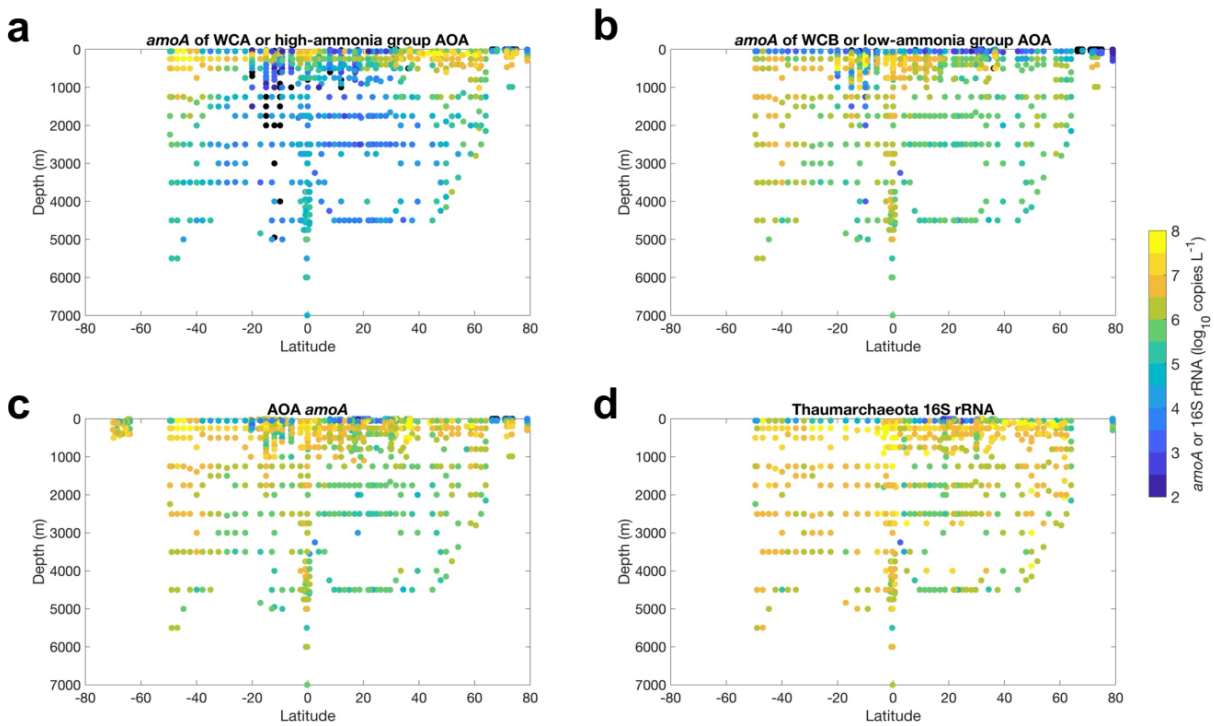 a
amoA of WCA or high-ammonia group AOA
0
1000
2000
3000
4000
5000
6000
7000
Depth (m)
-80 -60 -40 -20 0 20 40 60 80
Latitude
b
amoA of WCB or low-ammonia group AOA
0
1000
2000
3000
4000
5000
6000
7000
Depth (m)
-80 -60 -40 -20 0 20 40 60 80
Latitude
c
AOA amoA
0
1000
2000
3000
4000
5000
6000
7000
Depth (m)
-80 -60 -40 -20 0 20 40 60 80
Latitude
d
Thaumarchaeota 16S rRNA
0
1000
2000
3000
4000
5000
6000
7000
Depth (m)
-80 -60 -40 -20 0 20 40 60 80
Latitude
8
7
6
5
4
3
2
amoA or 16S rRNA (log₁₀ copies L⁻¹)